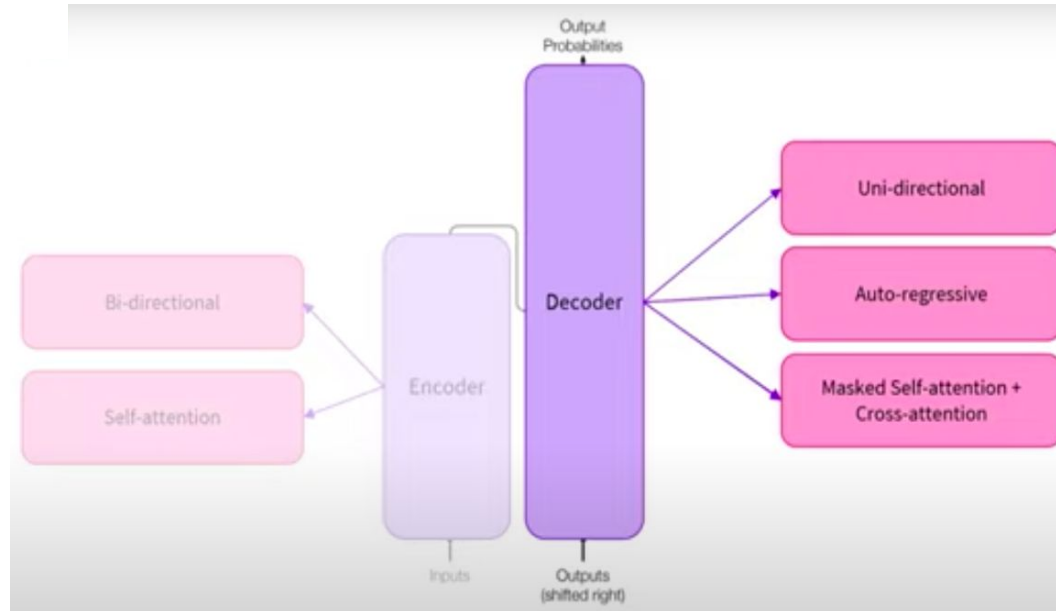 Output
Probabilities
Uni-directional
Bi-directional
Decoder
Auto-regressive
Encoder
Self-attention
Masked Self-attention +
Cross-attention
Inputs
Outputs
(shifted right)